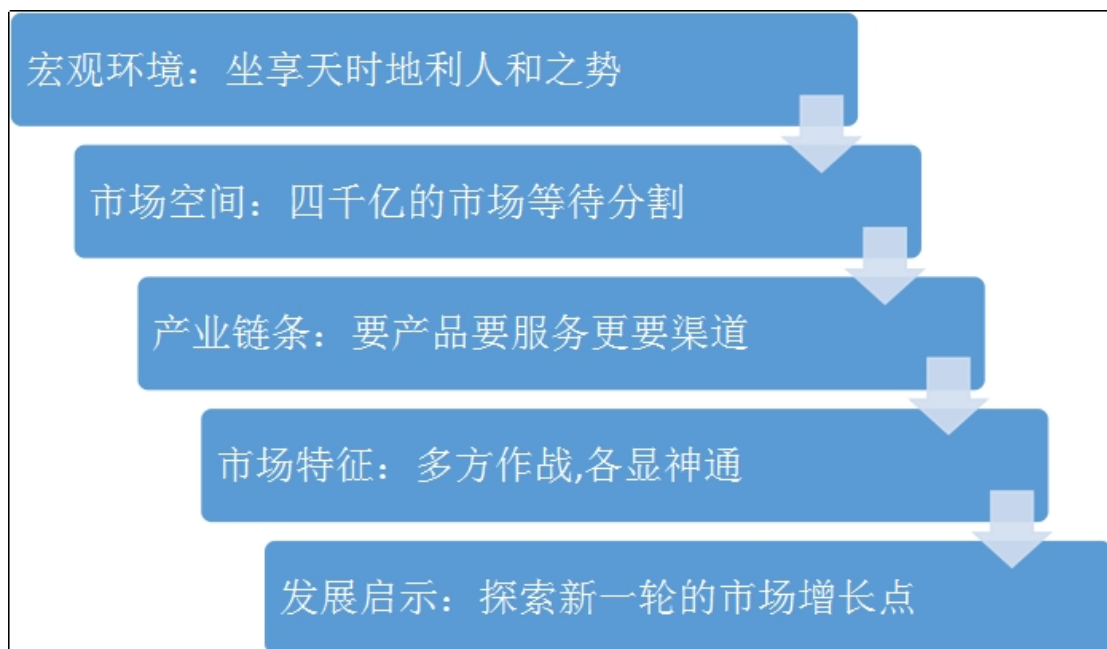 宏观环境：坐享天时地利人和之势
市场空间：四千亿的市场等待分割
产业链条：要产品要服务更要渠道
市场特征：多方作战,各显神通
发展启示：探索新一轮的市场增长点